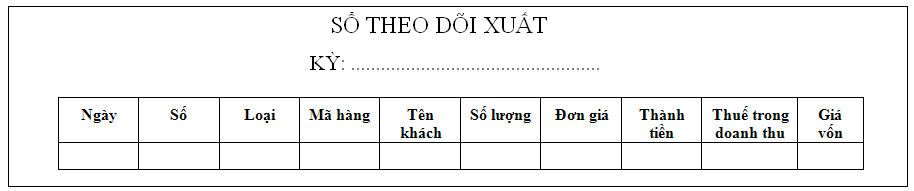 SỔ THEO DÕI XUẤT
KỲ: ..................................................
Ngày Số Loại Mã hàng Tên khách Số lượng Đơn giá Thành tiền Thuế trong doanh thu Giá vốn